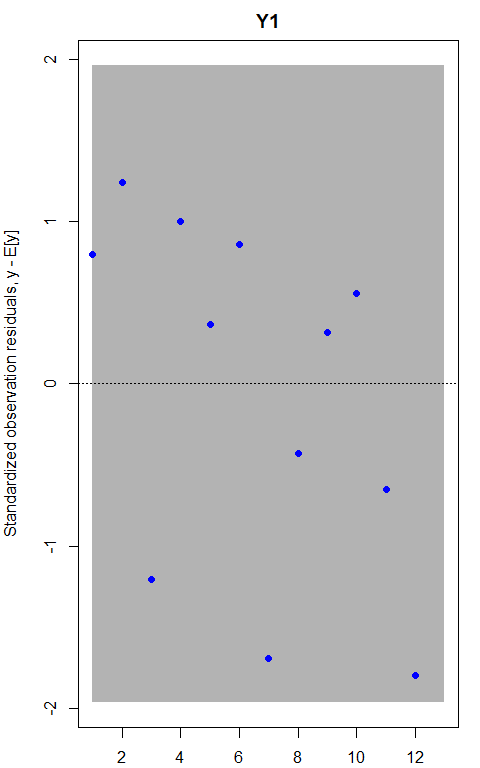 Y1
Standardized observation residuals, y - E[y]
2
1
0
-1
-2
2 4 6 8 10 12